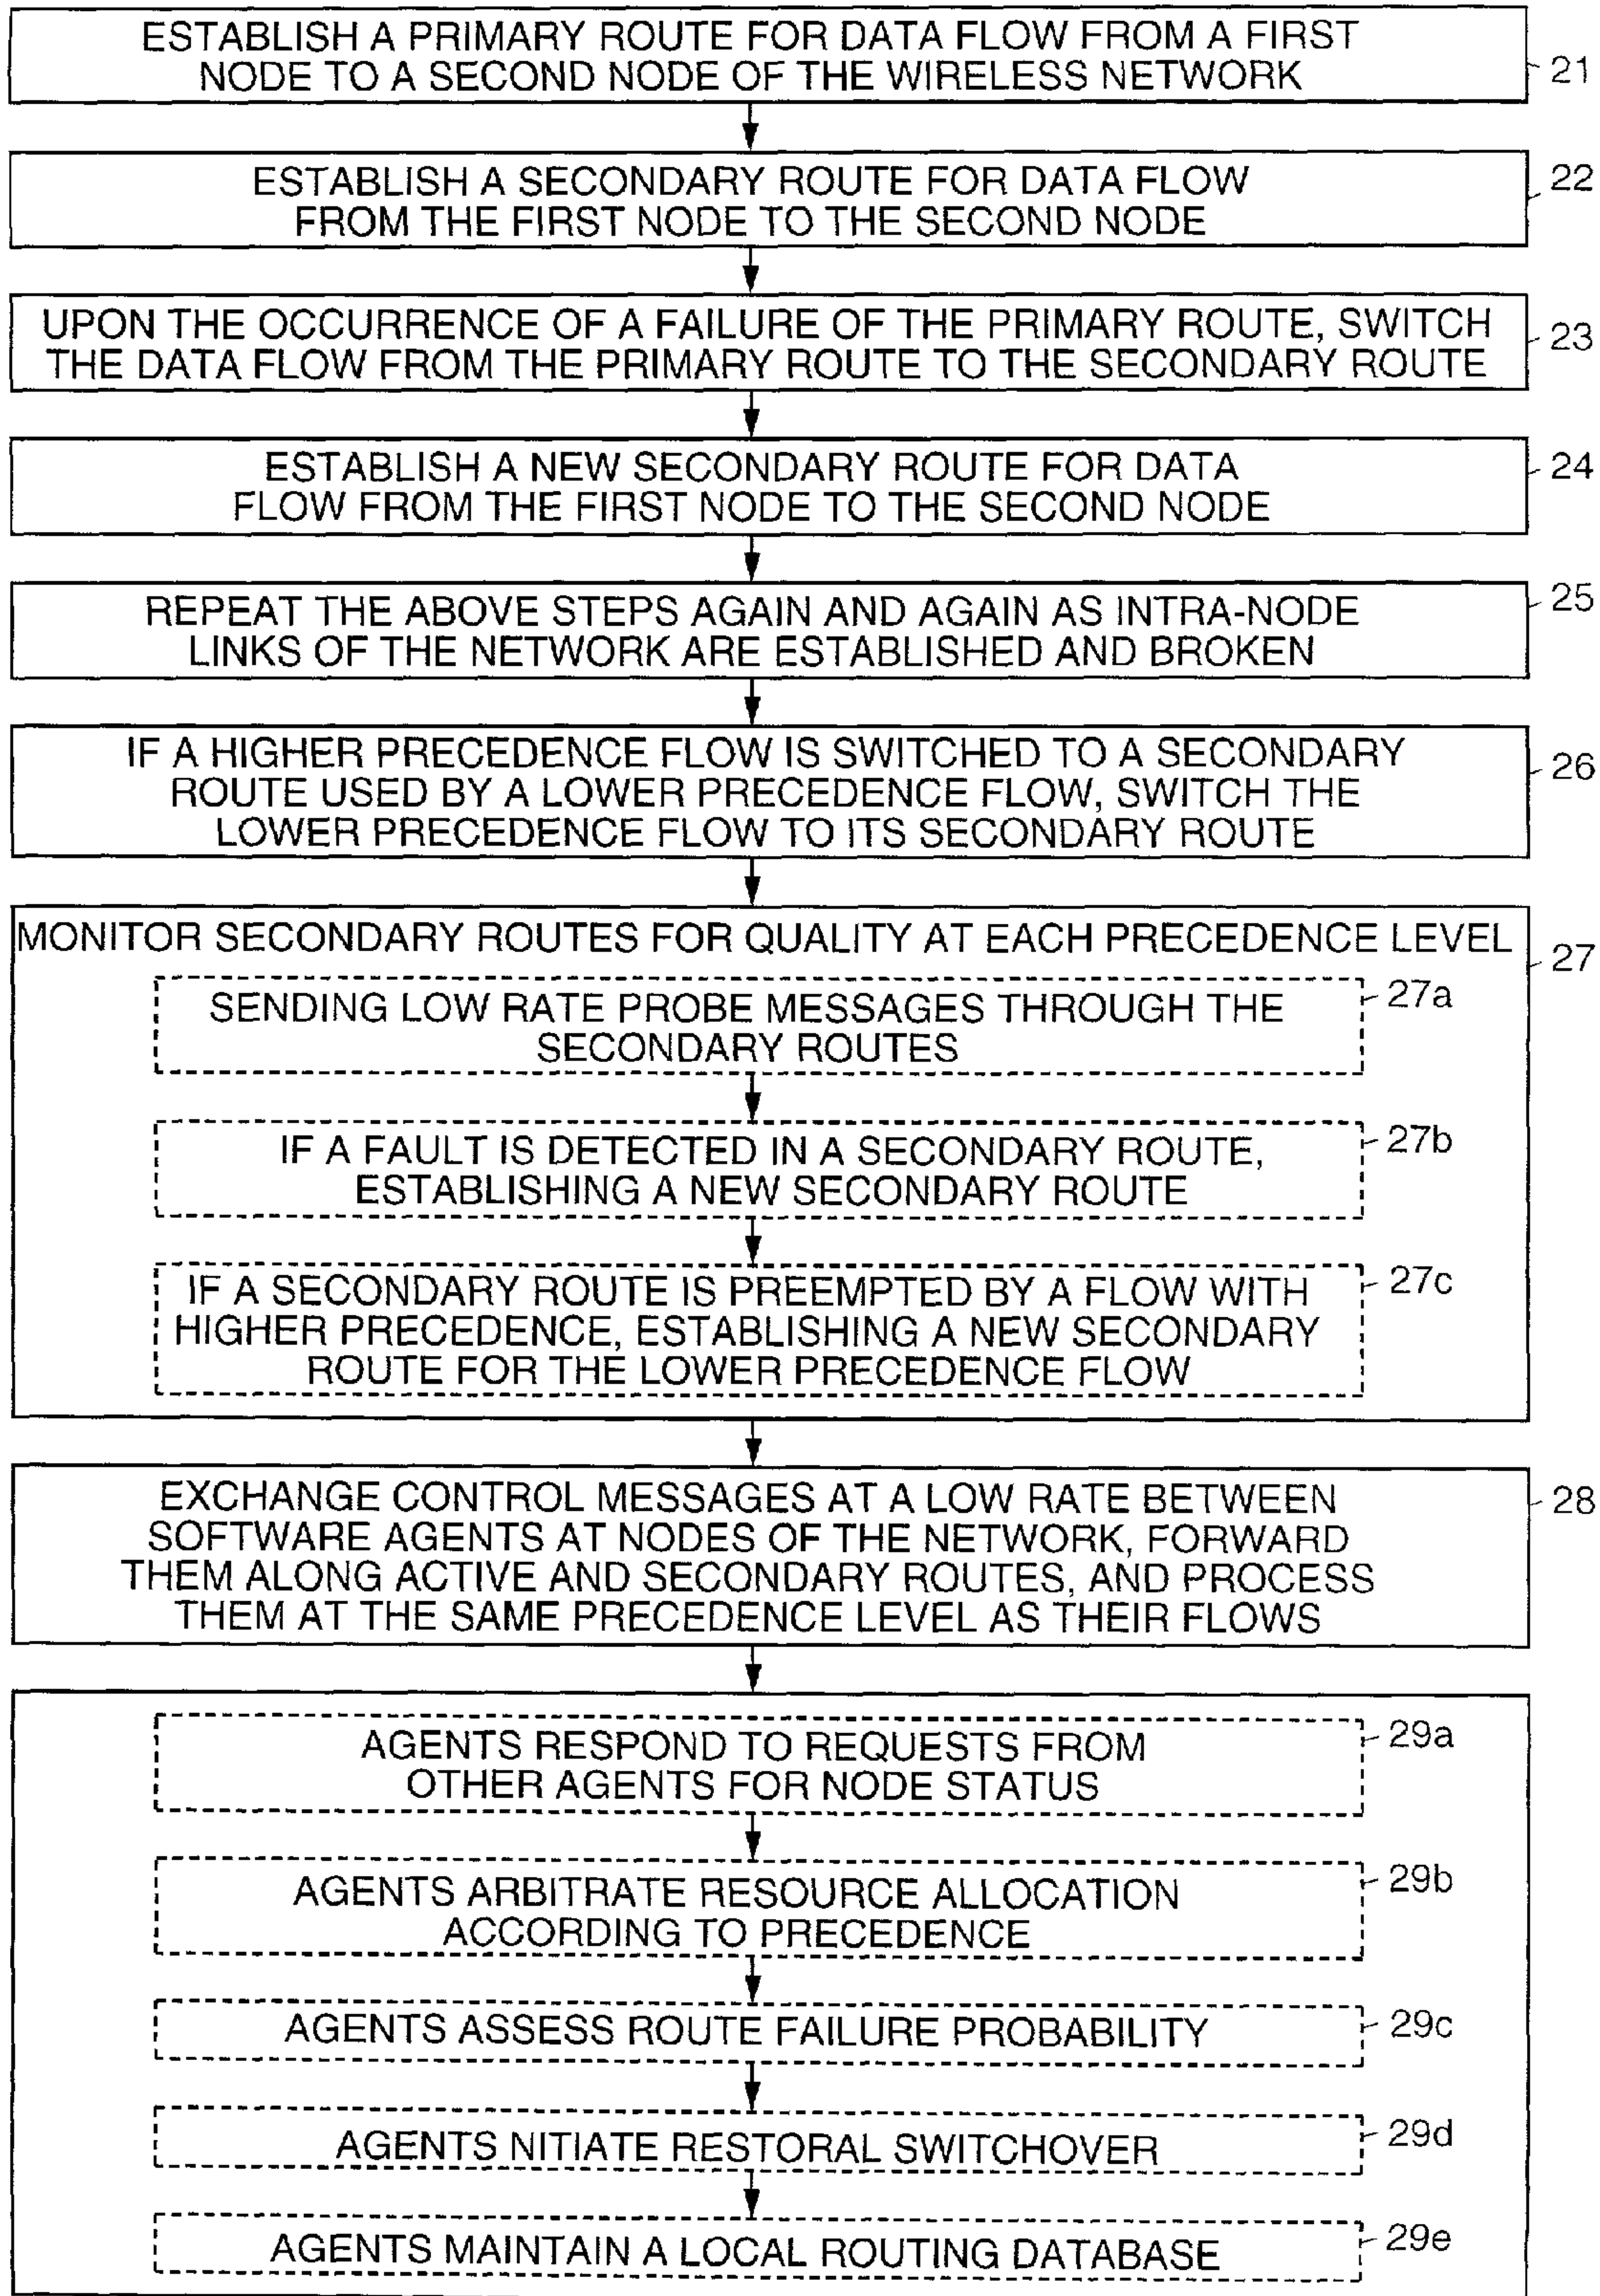 ESTABLISH A PRIMARY ROUTE FOR DATA FLOW FROM A FIRST
NODE TO A SECOND NODE OF THE WIRELESS NETWORK
21
ESTABLISH A SECONDARY ROUTE FOR DATA FLOW
FROM THE FIRST NODE TO THE SECOND NODE
22
UPON THE OCCURRENCE OF A FAILURE OF THE PRIMARY ROUTE, SWITCH
THE DATA FLOW FROM THE PRIMARY ROUTE TO THE SECONDARY ROUTE
23
ESTABLISH A NEW SECONDARY ROUTE FOR DATA
FLOW FROM THE FIRST NODE TO THE SECOND NODE
24
REPEAT THE ABOVE STEPS AGAIN AND AGAIN AS INTRA-NODE
LINKS OF THE NETWORK ARE ESTABLISHED AND BROKEN
25
IF A HIGHER PRECEDENCE FLOW IS SWITCHED TO A SECONDARY
ROUTE USED BY A LOWER PRECEDENCE FLOW, SWITCH THE
LOWER PRECEDENCE FLOW TO ITS SECONDARY ROUTE
26
MONITOR SECONDARY ROUTES FOR QUALITY AT EACH PRECEDENCE LEVEL
27
SENDING LOW RATE PROBE MESSAGES THROUGH THE
SECONDARY ROUTES
27a
IF A FAULT IS DETECTED IN A SECONDARY ROUTE,
ESTABLISHING A NEW SECONDARY ROUTE
27b
IF A SECONDARY ROUTE IS PREEMPTED BY A FLOW WITH
HIGHER PRECEDENCE, ESTABLISHING A NEW SECONDARY
ROUTE FOR THE LOWER PRECEDENCE FLOW
27c
EXCHANGE CONTROL MESSAGES AT A LOW RATE BETWEEN
SOFTWARE AGENTS AT NODES OF THE NETWORK, FORWARD
THEM ALONG ACTIVE AND SECONDARY ROUTES, AND PROCESS
THEM AT THE SAME PRECEDENCE LEVEL AS THEIR FLOWS
28
AGENTS RESPOND TO REQUESTS FROM
OTHER AGENTS FOR NODE STATUS
29a
AGENTS ARBITRATE RESOURCE ALLOCATION
ACCORDING TO PRECEDENCE
29b
AGENTS ASSESS ROUTE FAILURE PROBABILITY
29c
AGENTS NITIATE RESTORAL SWITCHOVER
29d
AGENTS MAINTAIN A LOCAL ROUTING DATABASE
29e